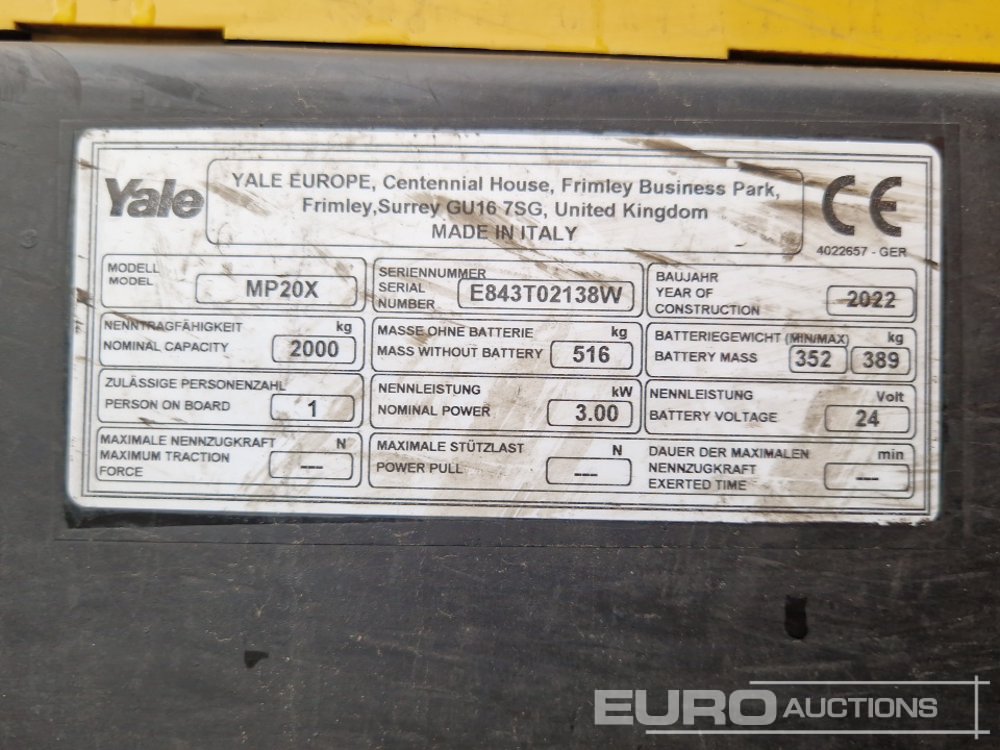 Yale
YALE EUROPE, Centennial House, Frimley Business Park,
Frimley,Surrey GU16 7SG, United Kingdom
MADE IN ITALY
CE
4022657 - GER
MODELL
MODEL
MP20X
SERIENNUMMER
SERIAL
NUMBER
E843T02138W
BAUJAHR
YEAR OF
CONSTRUCTION
2022
NENNTRAGFÄHIGKEIT kg
NOMINAL CAPACITY 2000
MASSE OHNE BATTERIE kg
MASS WITHOUT BATTERY 516
BATTERIEGEWICHT (MIN/MAX) kg
BATTERY MASS 352 389
ZULÄSSIGE PERSONENZAHL
PERSON ON BOARD 1
NENNLEISTUNG kW
NOMINAL POWER 3.00
NENNLEISTUNG Volt
BATTERY VOLTAGE 24
MAXIMALE NENNZUGKRAFT N
MAXIMUM TRACTION
FORCE ---
MAXIMALE STÜTZLAST N
POWER PULL ---
DAUER DER MAXIMALEN min
NENNZUGKRAFT
EXERTED TIME ---
EURO AUCTIONS